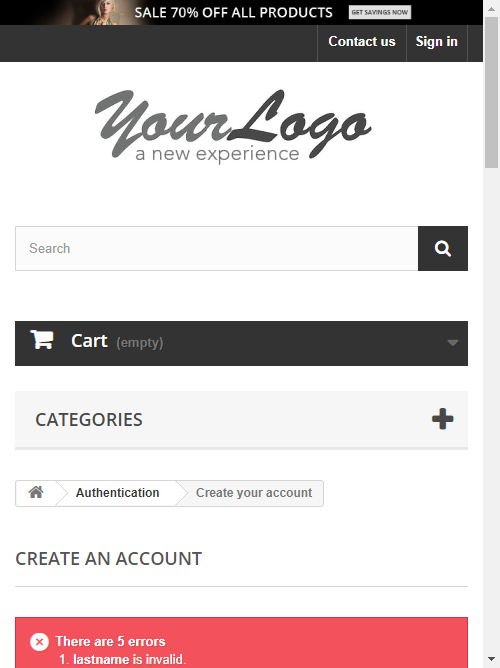 SALE 70% OFF ALL PRODUCTS GET SAVINGS NOW
Contact us Sign in
YourLogo
a new experience
Search
Cart (empty)
CATEGORIES
Authentication Create your account
CREATE AN ACCOUNT
There are 5 errors
1. lastname is invalid.